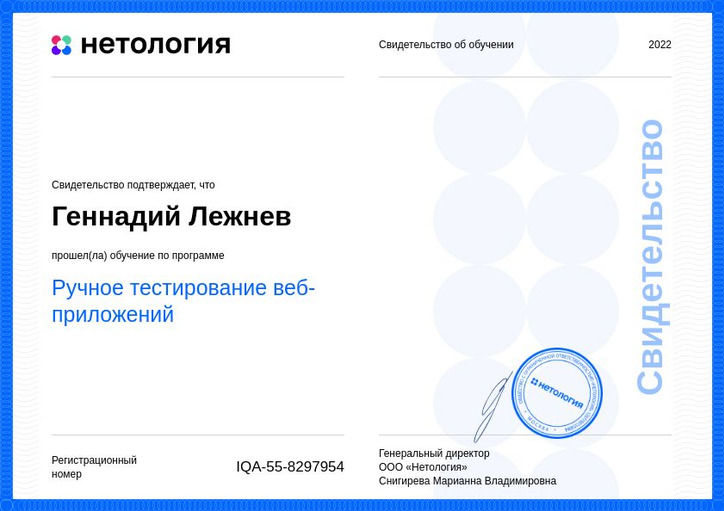 нетология
Свидетельство об обучении
2022
Свидетельство подтверждает, что
Геннадий Лежнев
прошел(ла) обучение по программе
Ручное тестирование веб-
приложений
Свидетельство
нетология
МОСКВА
Регистрационный
номер
IQA-55-8297954
Генеральный директор
ООО «Нетология»
Снигирева Марианна Владимировна